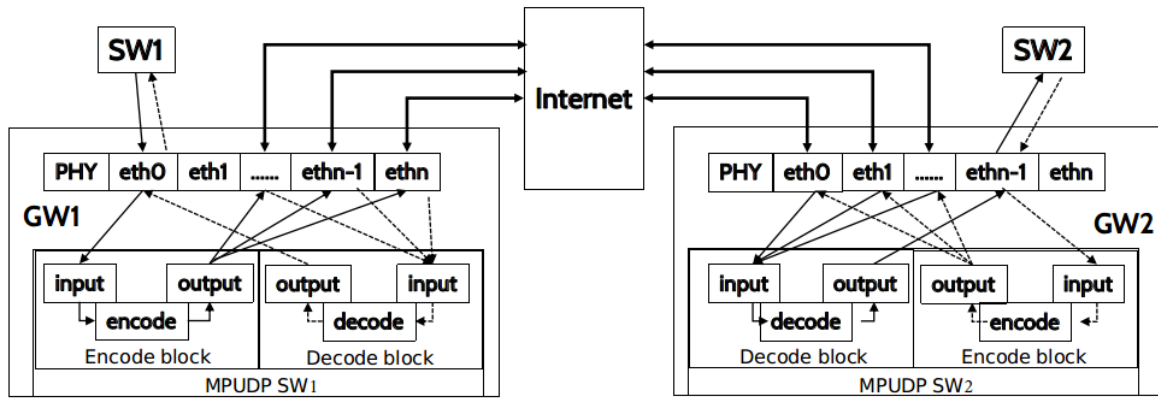 SW1
SW2
Internet
PHY eth0 eth1 ...... ethn-1 ethn
PHY eth0 eth1 ...... ethn-1 ethn
GW1
GW2
input output output input
input output output input
encode decode
decode encode
Encode block Decode block
Decode block Encode block
MPUDP SW1
MPUDP SW2